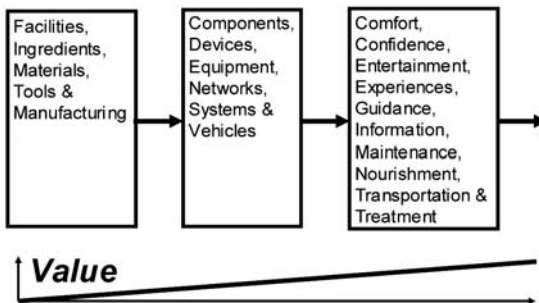 Facilities,
Ingredients,
Materials,
Tools &
Manufacturing
Components,
Devices,
Equipment,
Networks,
Systems &
Vehicles
Comfort,
Confidence,
Entertainment,
Experiences,
Guidance,
Information,
Maintenance,
Nourishment,
Transportation &
Treatment
Value